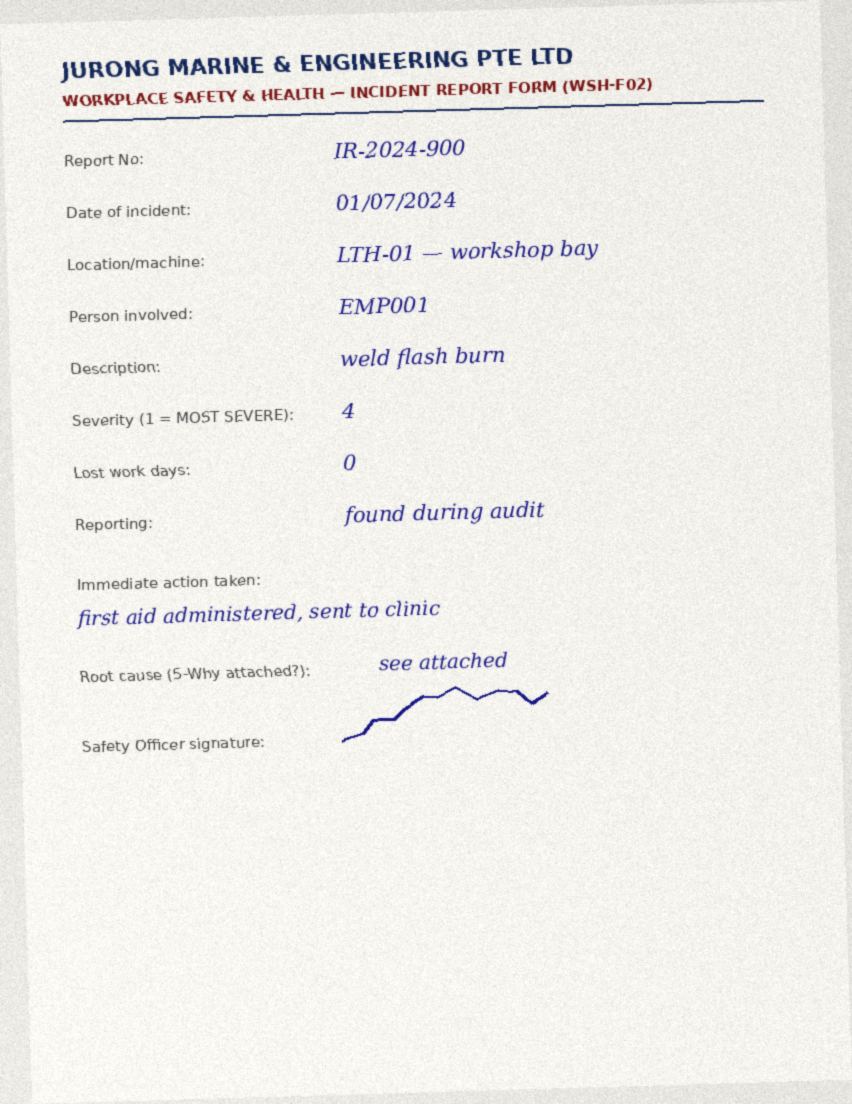 JURONG MARINE & ENGINEERING PTE LTD
WORKPLACE SAFETY & HEALTH — INCIDENT REPORT FORM (WSH-F02)
Report No: IR-2024-900
Date of incident: 01/07/2024
Location/machine: LTH-01 — workshop bay
Person involved: EMP001
Description: weld flash burn
Severity (1 = MOST SEVERE): 4
Lost work days: 0
Reporting: found during audit
Immediate action taken:
first aid administered, sent to clinic
Root cause (5-Why attached?): see attached
Safety Officer signature: